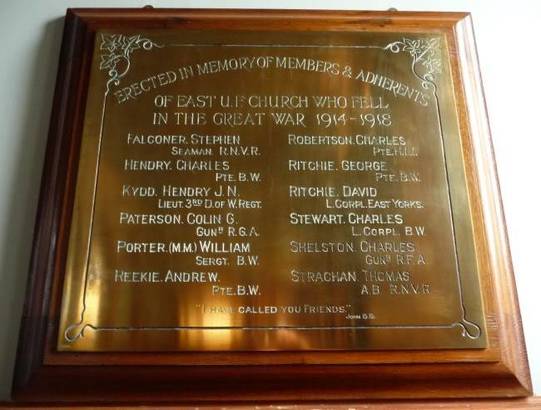 ERECTED IN MEMORY OF MEMBERS & ADHERENTS
OF EAST U.F. CHURCH WHO FELL
IN THE GREAT WAR 1914-1918
FALCONER. STEPHEN
SEAMAN R.N.V.R.
HENDRY. CHARLES
PTE. B.W.
KYDD. HENDRY J.N.
LIEUT. 3RD D. OF W. REGT.
PATERSON. COLIN G.
GUNR R.G.A.
PORTER. (M.M.) WILLIAM
SERGT. B.W.
REEKIE. ANDREW.
PTE. B.W.
ROBERTSON. CHARLES
PTE. H.L.I.
RITCHIE. GEORGE.
PTE. B.W.
RITCHIE. DAVID
L. CORPL. EAST YORKS.
STEWART. CHARLES
L. CORPL. B.W.
SHELSTON. CHARLES
GUNR R.F.A.
STRACHAN. THOMAS
A.B. R.N.V.R.
"I HAVE CALLED YOU FRIENDS."
JOHN